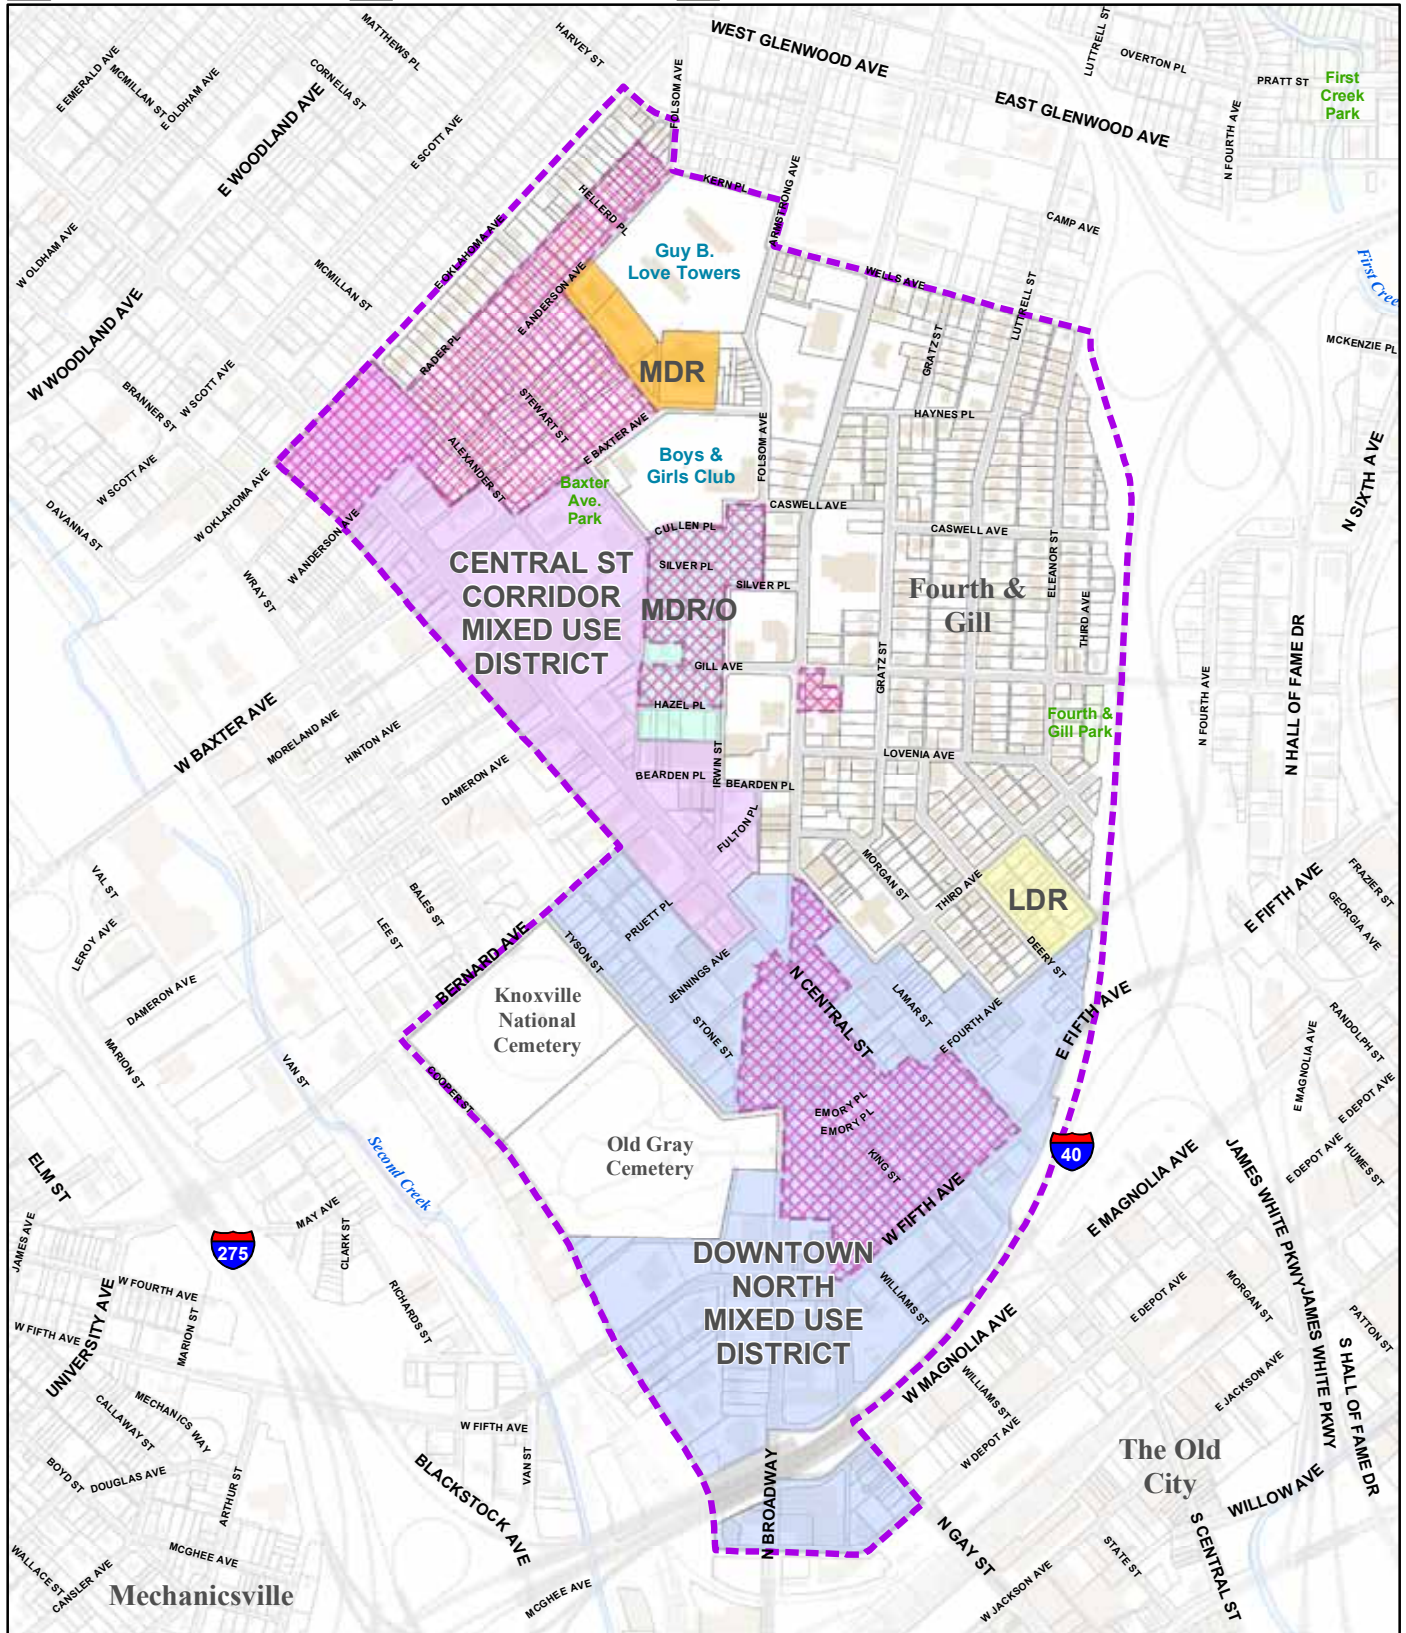 MATTHEWS PL
HARVEY ST
WEST GLENWOOD AVE
LUTTRELL ST
OVERTON PL
PRATT ST
First
Creek
Park
E EMERALD AVE
MCMILLAN ST
E OLDHAM AVE
CORNELIA ST
E WOODLAND AVE
E SCOTT AVE
FOLSOM AVE
EAST GLENWOOD AVE
N FOURTH AVE
KERN PL
ARMSTRONG AVE
HELLERD PL
CAMP AVE
W OLDHAM AVE
E OKLAHOMA AVE
Guy B.
Love Towers
MCMILLAN ST
WELLS AVE
First Cree
E ANDERSON AVE
LUTTRELL ST
W WOODLAND AVE
RADER PL
GRATZ ST
MCKENZIE PL
BRANNER ST
W SCOTT AVE
MDR
STEWART ST
HAYNES PL
E BAXTER AVE
FOLSOM AVE
ALEXANDER ST
Boys &
Girls Club
W SCOTT AVE
W OKLAHOMA AVE
N SIXTH AVE
Baxter
Ave.
Park
DAVANNA ST
W ANDERSON AVE
CASWELL AVE
CULLEN PL
CASWELL AVE
WRAY ST
CENTRAL ST
CORRIDOR
MIXED USE
DISTRICT
SILVER PL
SILVER PL
ELEANOR ST
MDR/O
Fourth &
Gill
THIRD AVE
GILL AVE
GRATZ ST
N HALL OF FAME DR
N FOURTH AVE
HAZEL PL
W BAXTER AVE
MORELAND AVE
HINTON AVE
Fourth &
Gill Park
IRWIN ST
LOVENIA AVE
DAMERON AVE
BEARDEN PL
BEARDEN PL
FULTON PL
VAL ST
MORGAN ST
THIRD AVE
LDR
FRAZIER ST
BALES ST
LEE ST
LEROY AVE
E FIFTH AVE
GEORGIA AVE
PRUETT PL
TYSON ST
DEERY ST
BERNARD AVE
JENNINGS AVE
N CENTRAL ST
LAMAR ST
Knoxville
National
Cemetery
DAMERON AVE
STONE ST
E FOURTH AVE
E FIFTH AVE
RANDOLPH ST
MARION ST
VAN ST
COOPER ST
E MAGNOLIA AVE
E DEPOT AVE
EMORY PL
EMORY PL
Old Gray
Cemetery
KING ST
40
Second Creek
ELM ST
E MAGNOLIA AVE
JAMES WHITE PKWY
E DEPOT AVE
HUMES ST
W FIFTH AVE
JAMES AVE
MAY AVE
CLARK ST
275
DOWNTOWN
NORTH
MIXED USE
DISTRICT
WILLIAMS ST
W FOURTH AVE
RICHARDS ST
E DEPOT AVE
MORGAN ST
W FIFTH AVE
UNIVERSITY AVE
MARION ST
JAMES WHITE PKWY
PATTON ST
W MAGNOLIA AVE
WILLIAMS ST
E JACKSON AVE
S HALL OF FAME DR
CALLAWAY ST
MECHANICS WAY
W FIFTH AVE
VAN ST
W DEPOT AVE
The Old
City
BOYD ST
DOUGLAS AVE
ARTHUR ST
BLACKSTOCK AVE
N BROADWAY
WILLOW AVE
N GAY ST
S CENTRAL ST
STATE ST
MCGHEE AVE
WALLACE ST
CANSLER AVE
Mechanicsville
MCGHEE AVE
W JACKSON AVE